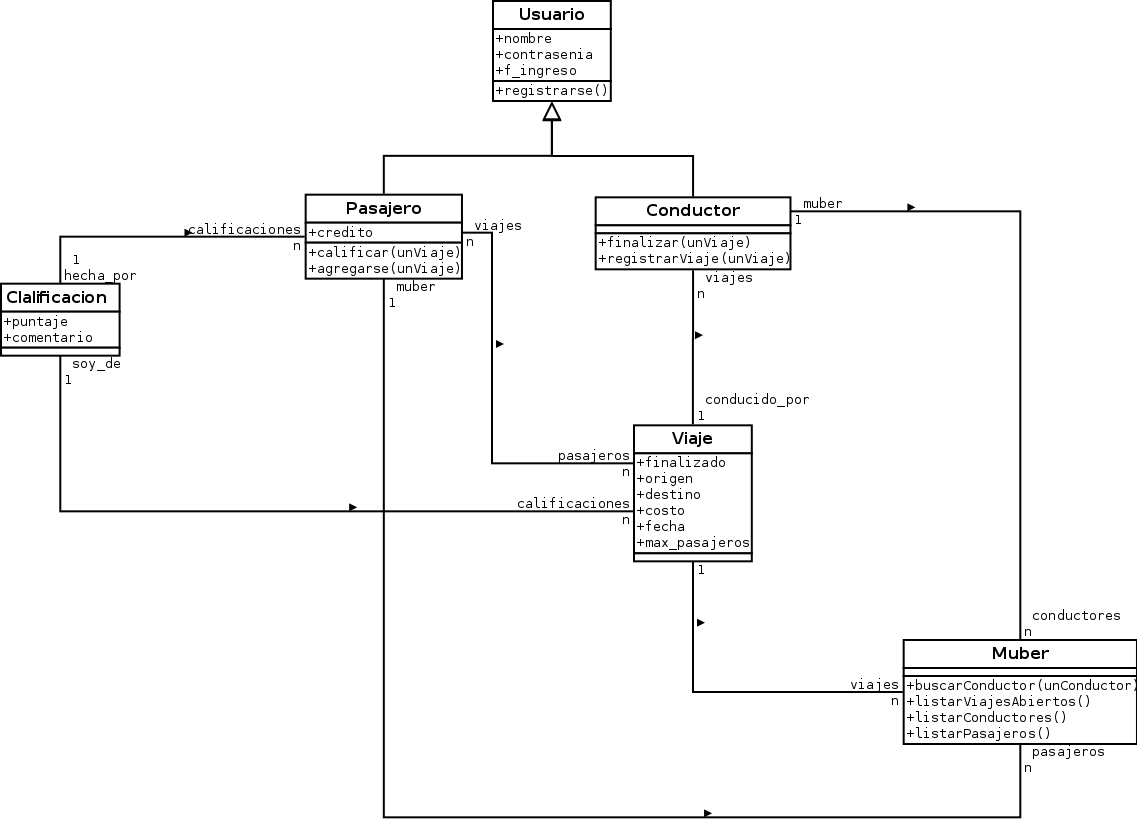 Usuario
+nombre
+contrasenia
+f_ingreso
+registrarse()
Pasajero
+credito
+calificar(unViaje)
+agregarse(unViaje)
Conductor
+finalizar(unViaje)
+registrarViaje(unViaje)
muber
1
calificaciones
n
viajes
n
1
hecha_por
muber
1
viajes
n
Clalificacion
+puntaje
+comentario
soy_de
1
conducido_por
1
Viaje
+finalizado
+origen
+destino
+costo
+fecha
+max_pasajeros
pasajeros
n
calificaciones
n
1
conductores
n
Muber
+buscarConductor(unConductor)
+listarViajesAbiertos()
+listarConductores()
+listarPasajeros()
viajes
n
pasajeros
n